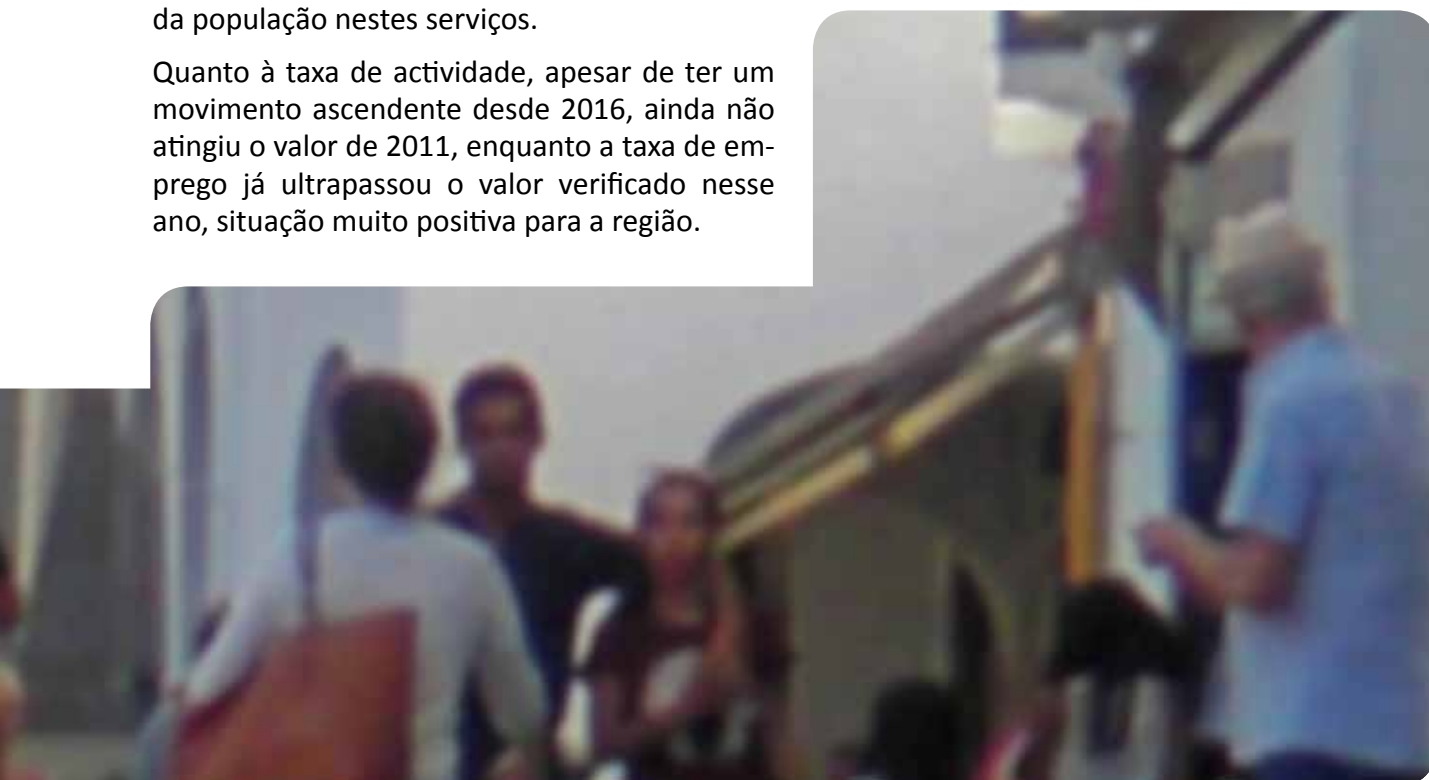 da população nestes serviços.
Quanto à taxa de actividade, apesar de ter um
movimento ascendente desde 2016, ainda não
atingiu o valor de 2011, enquanto a taxa de em-
prego já ultrapassou o valor verificado nesse
ano, situação muito positiva para a região.